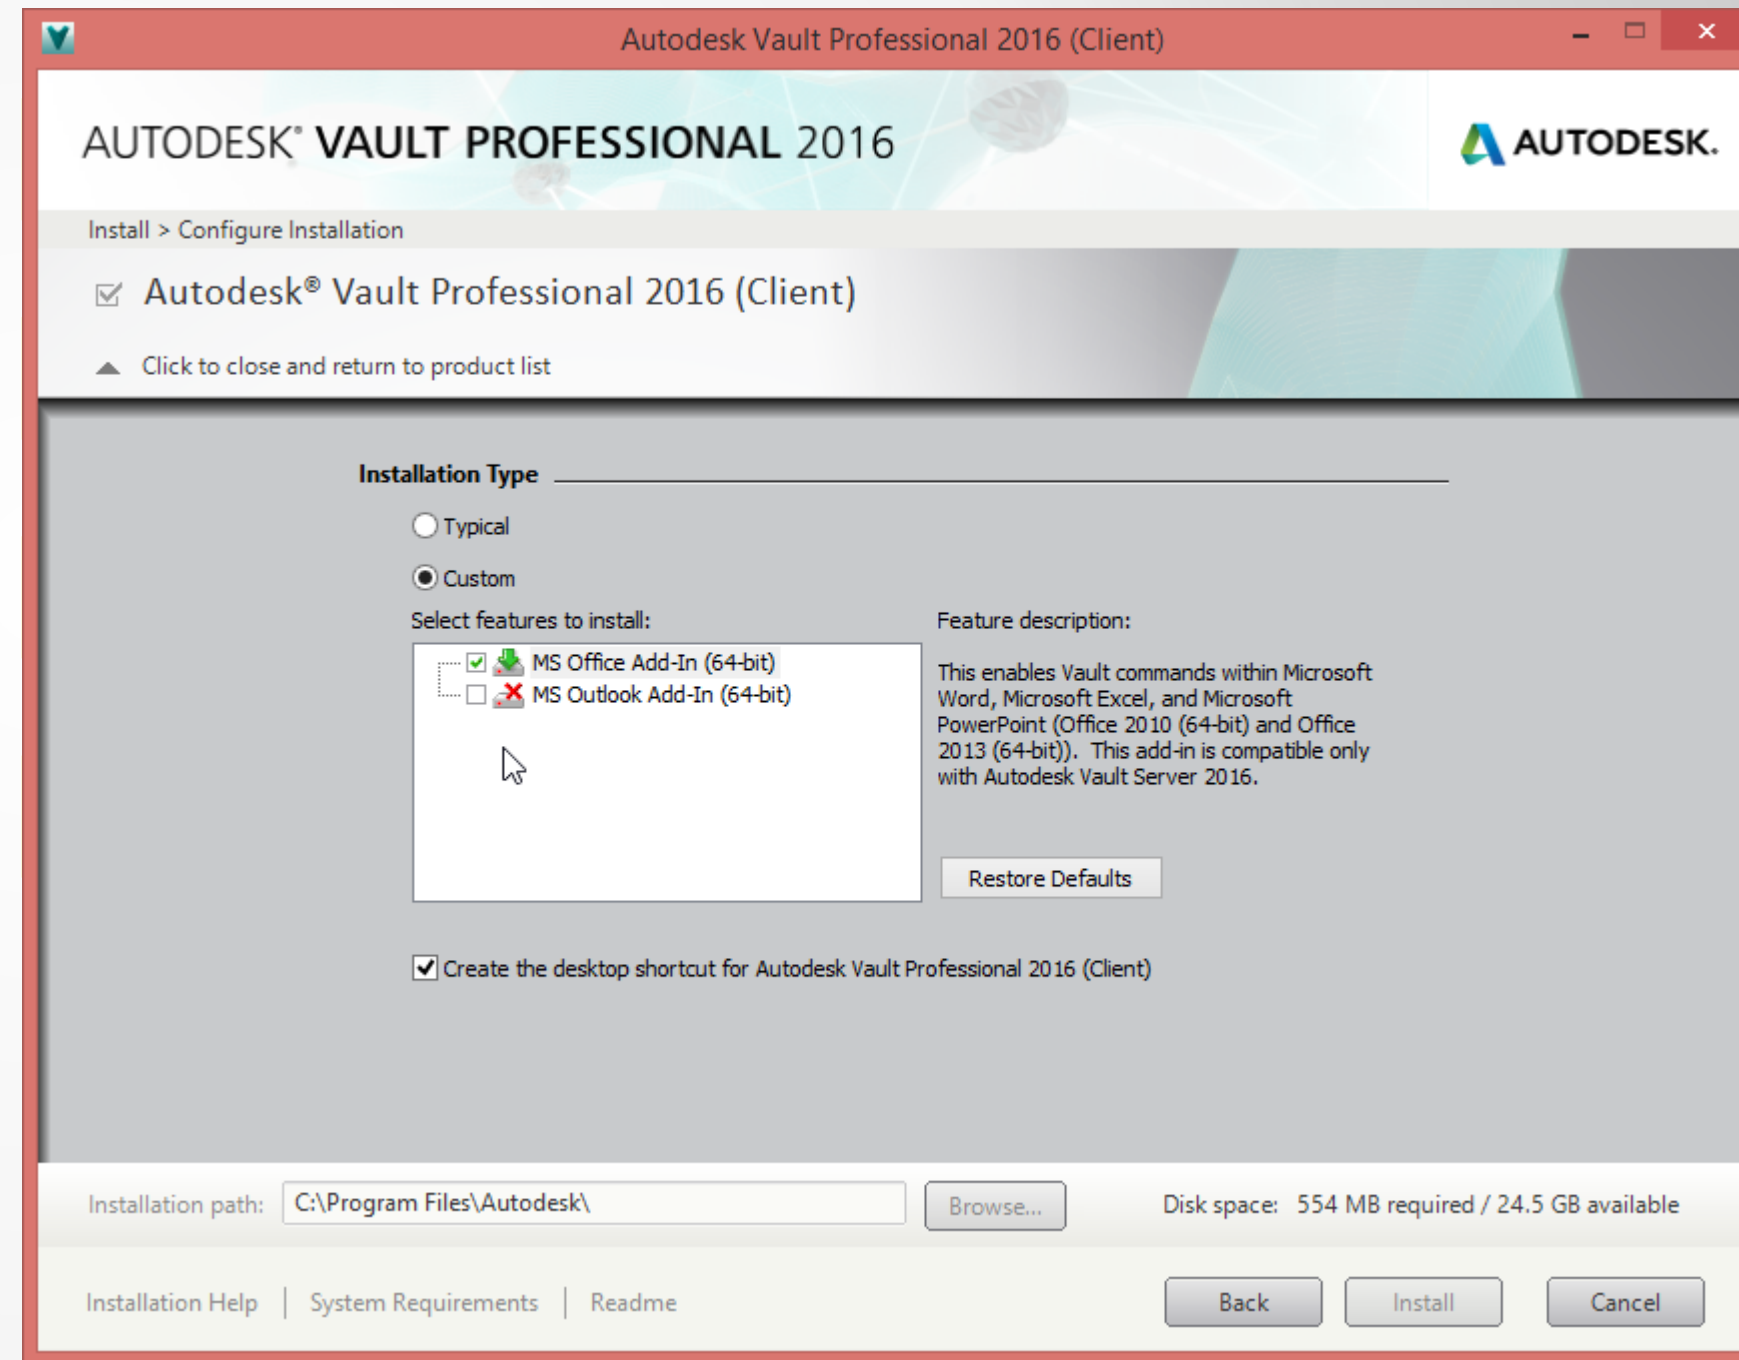 Autodesk Vault Professional 2016 (Client)
AUTODESK® VAULT PROFESSIONAL 2016
AUTODESK.
Install > Configure Installation
Autodesk® Vault Professional 2016 (Client)
Click to close and return to product list
Installation Type
Typical
Custom
Select features to install:
MS Office Add-In (64-bit)
MS Outlook Add-In (64-bit)
Feature description:
This enables Vault commands within Microsoft
Word, Microsoft Excel, and Microsoft
PowerPoint (Office 2010 (64-bit) and Office
2013 (64-bit)).  This add-in is compatible only
with Autodesk Vault Server 2016.
Restore Defaults
Create the desktop shortcut for Autodesk Vault Professional 2016 (Client)
Installation path: C:\Program Files\Autodesk\ Browse... Disk space: 554 MB required / 24.5 GB available
Installation Help | System Requirements | Readme Back Install Cancel